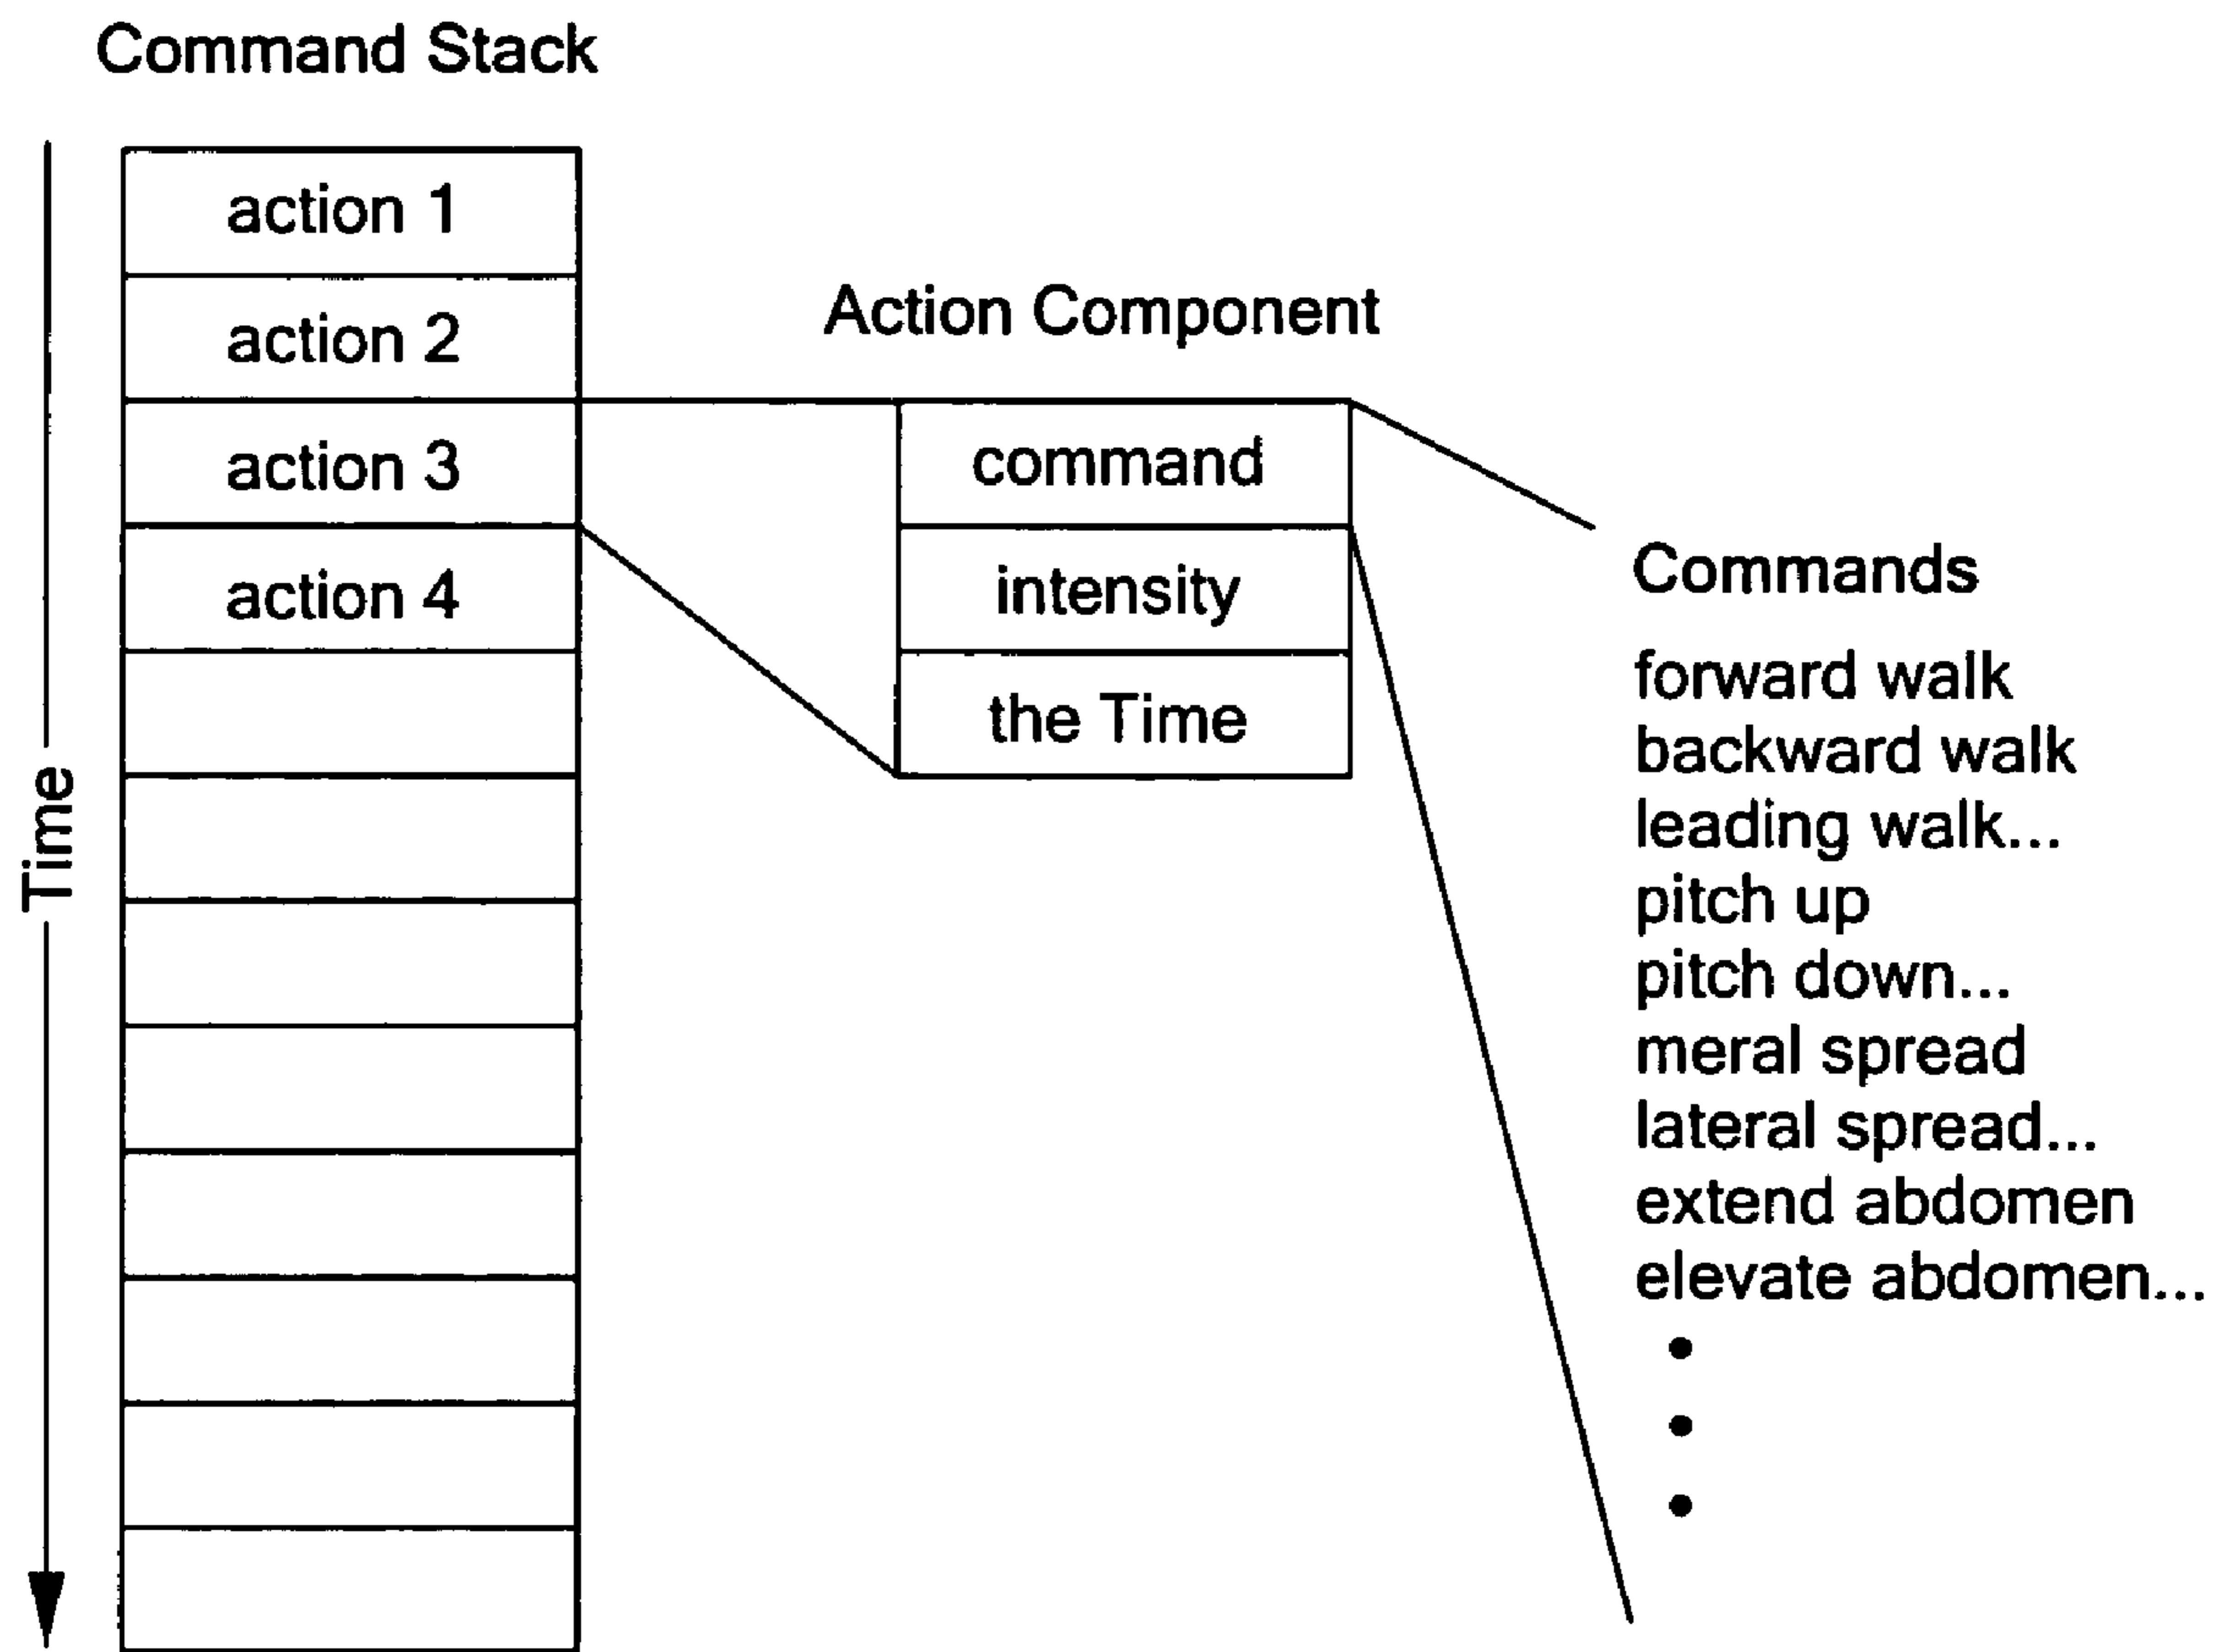 Command Stack
Time
action 1
action 2
action 3
action 4
Action Component
command
intensity
the Time
Commands
forward walk
backward walk
leading walk...
pitch up
pitch down...
meral spread
lateral spread...
extend abdomen
elevate abdomen...